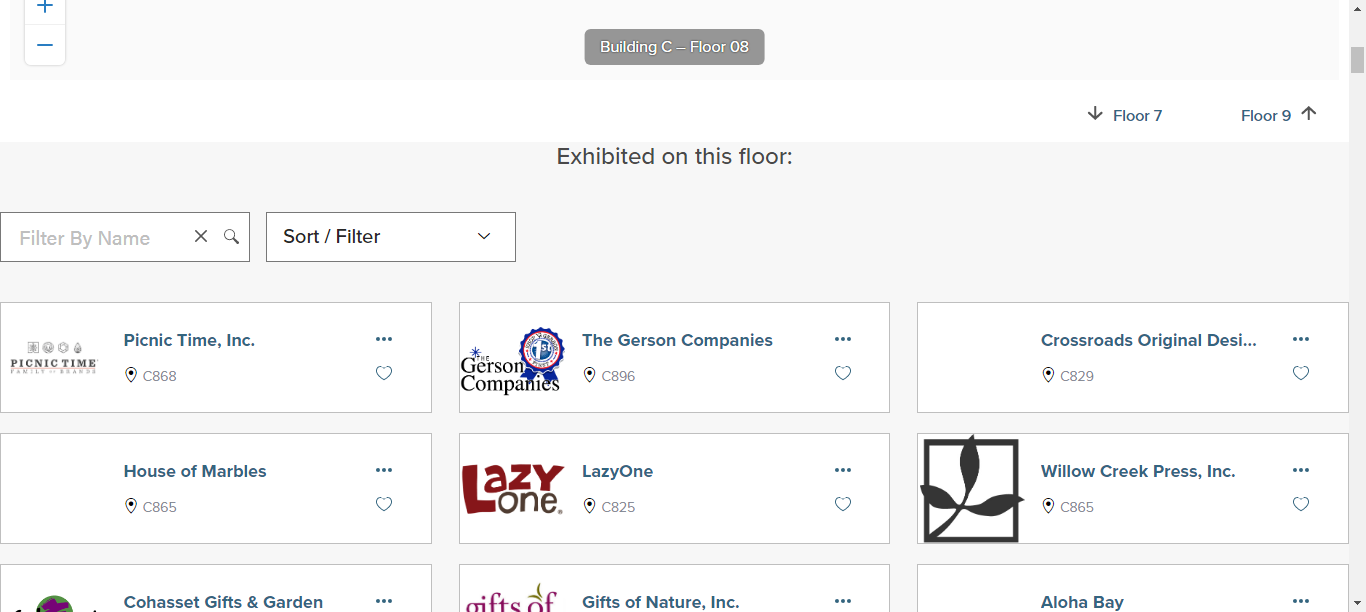 Building C – Floor 08
Floor 7
Floor 9
Exhibited on this floor:
Filter By Name
Sort / Filter
PICNIC TIME
FAMILY OF BRANDS
Picnic Time, Inc.
C868
THE
Gerson
Companies
1st
The Gerson Companies
C896
Crossroads Original Desi...
C829
House of Marbles
C865
LAZY
one.
LazyOne
C825
Willow Creek Press, Inc.
C865
Cohasset Gifts & Garden
gifts of
Gifts of Nature, Inc.
Aloha Bay